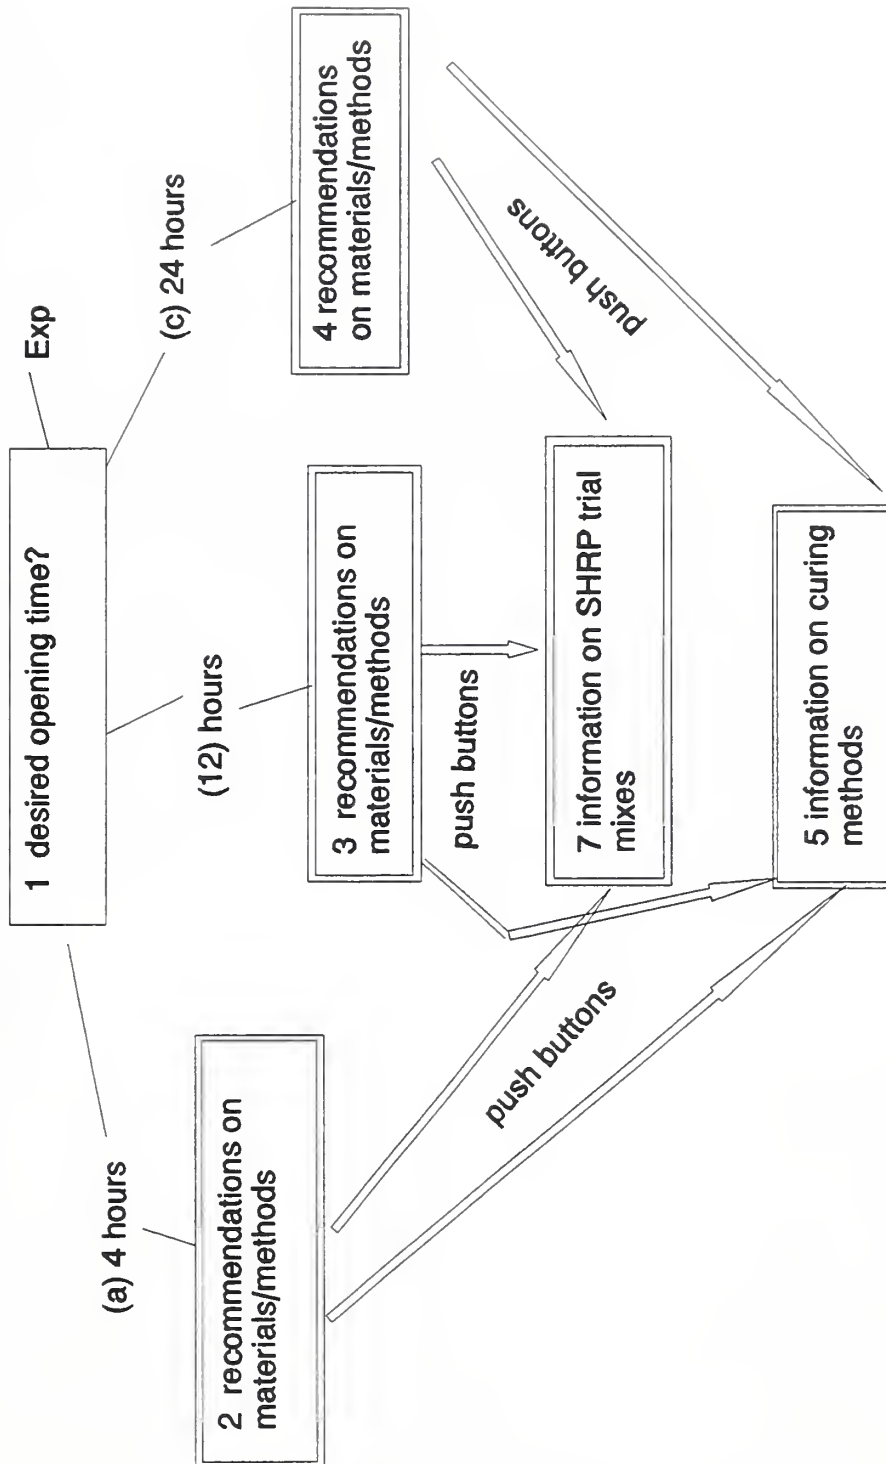 1 desired opening time?
Exp
(a) 4 hours
(12) hours
(c) 24 hours
2 recommendations on
materials/methods
3 recommendations on
materials/methods
4 recommendations
on materials/methods
push buttons
push buttons
push buttons
7 information on SHRP trial
mixes
5 information on curing
methods